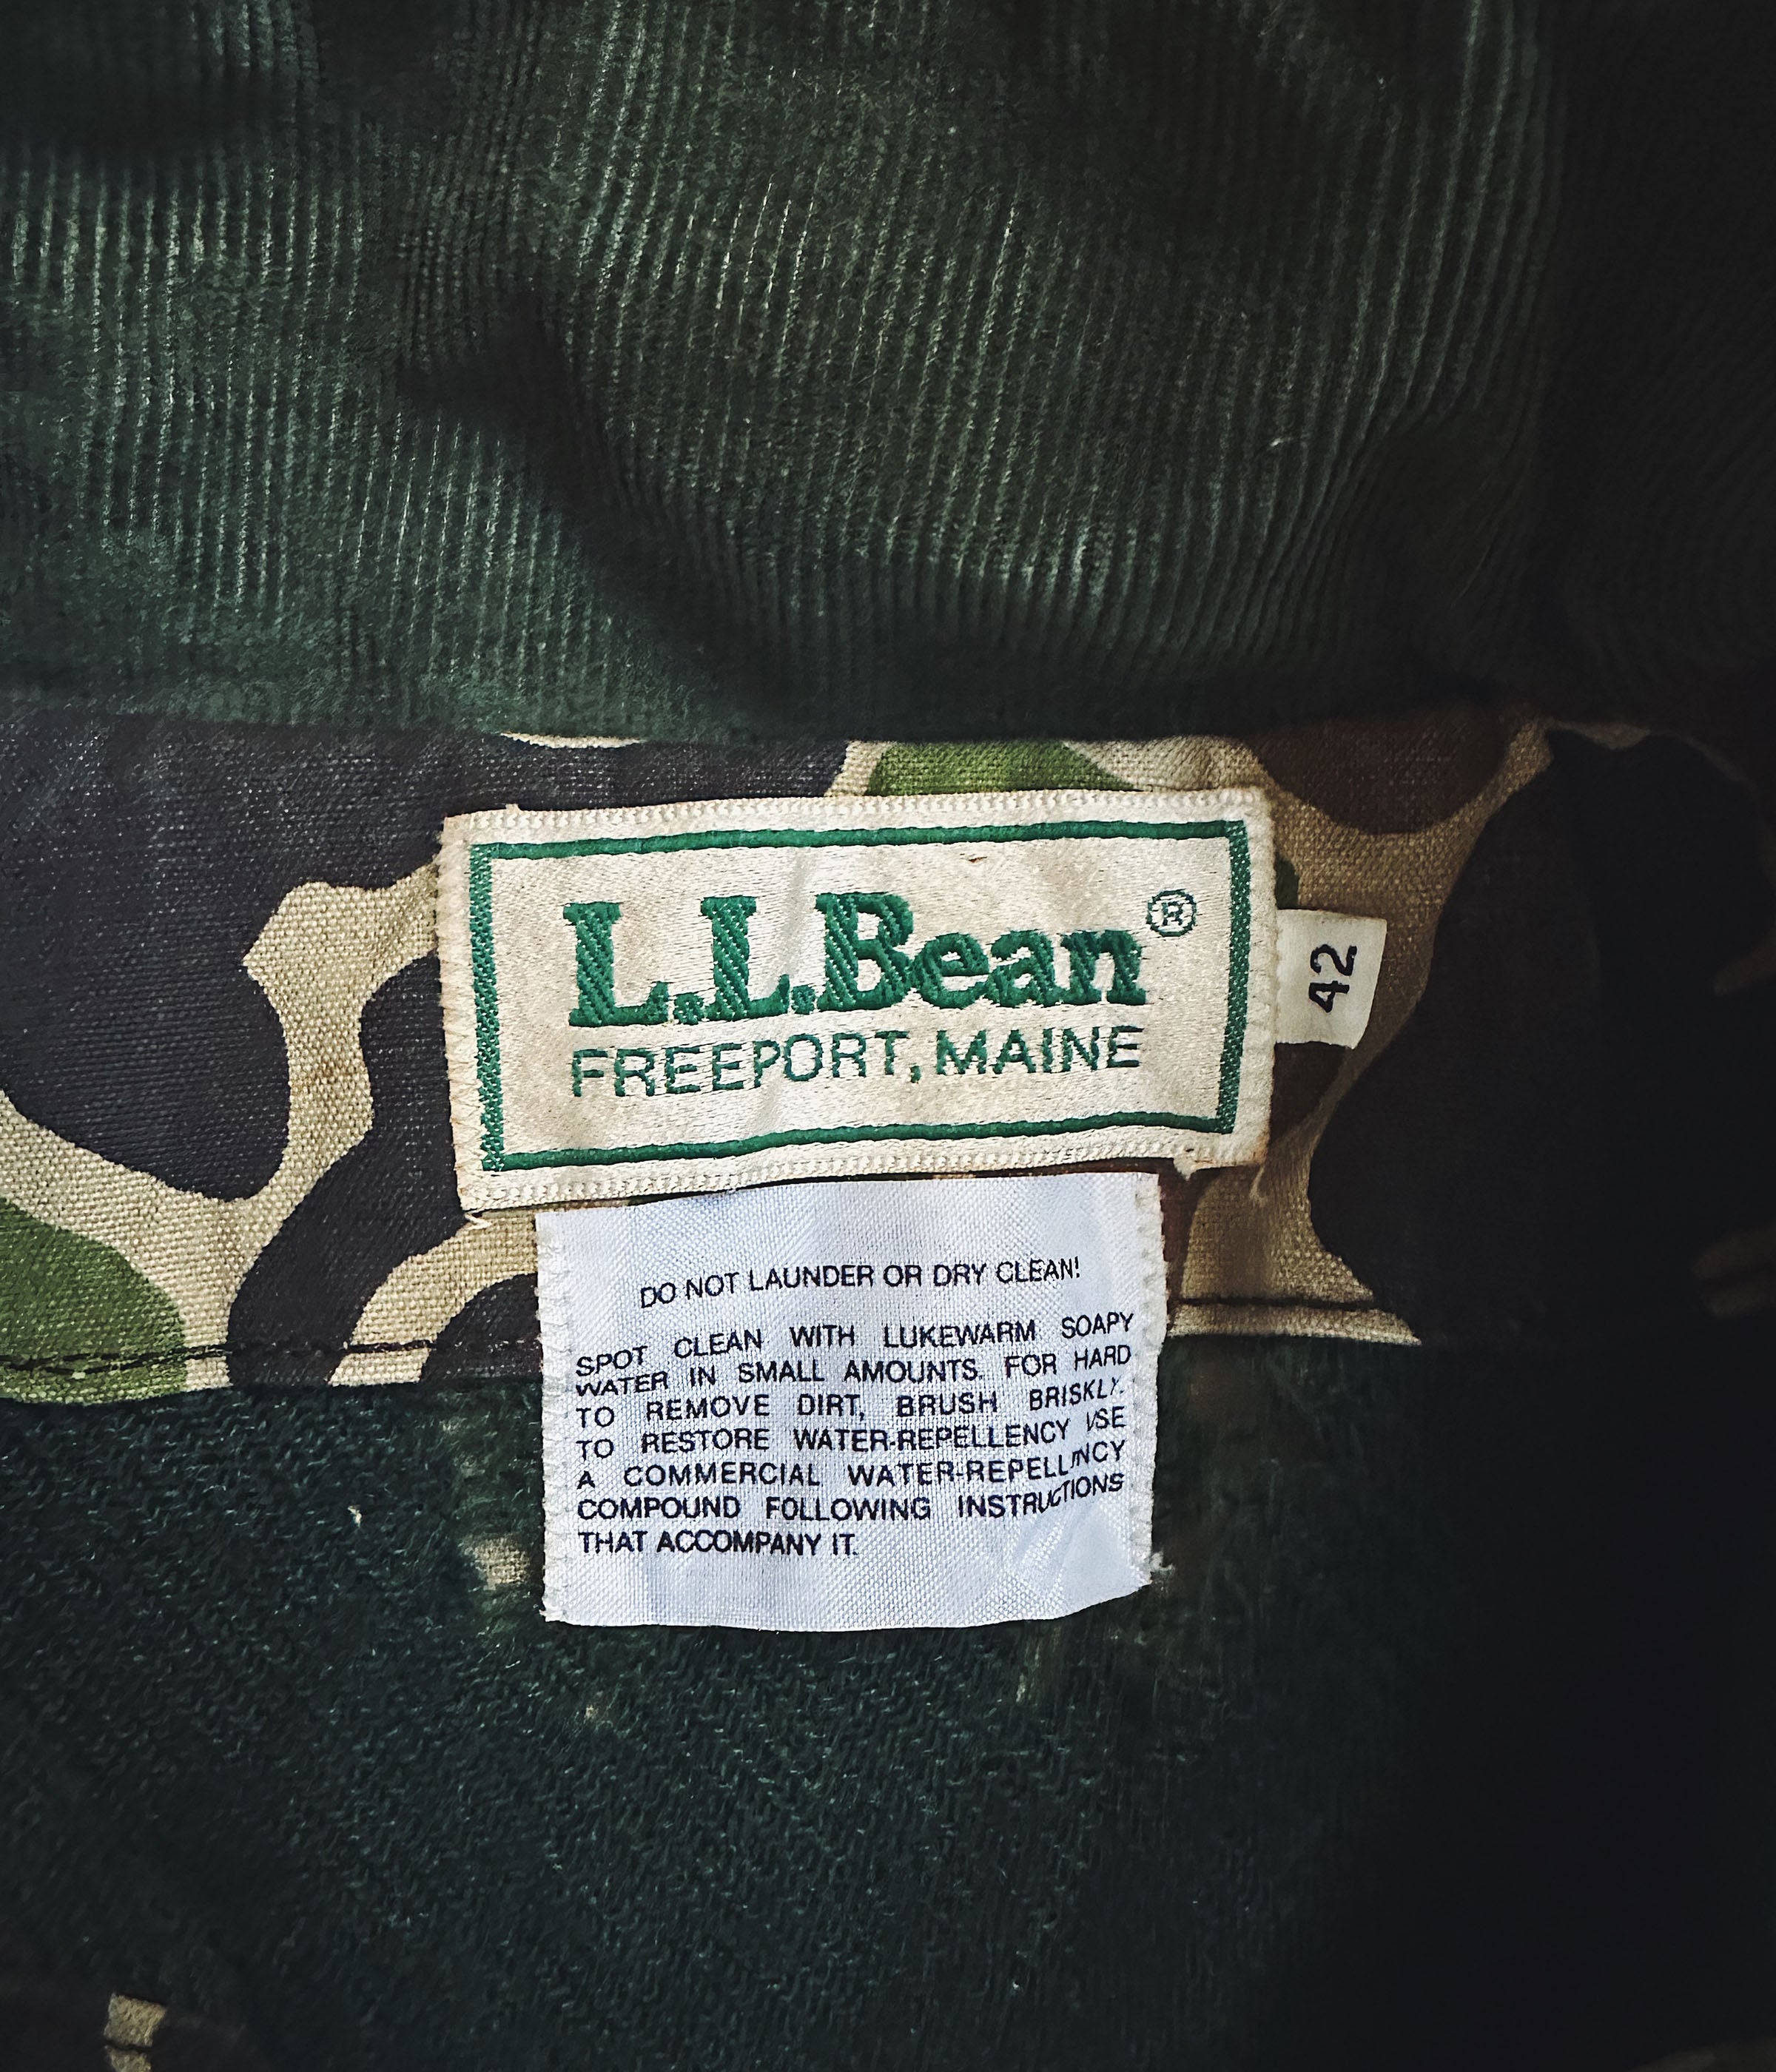 L.L.Bean®
FREEPORT, MAINE
42
DO NOT LAUNDER OR DRY CLEAN!
SPOT CLEAN WITH LUKEWARM SOAPY
WATER IN SMALL AMOUNTS. FOR HARD
TO REMOVE DIRT, BRUSH BRISKLY.
TO RESTORE WATER-REPELLENCY USE
A COMMERCIAL WATER-REPELLENCY
COMPOUND FOLLOWING INSTRUCTIONS
THAT ACCOMPANY IT.